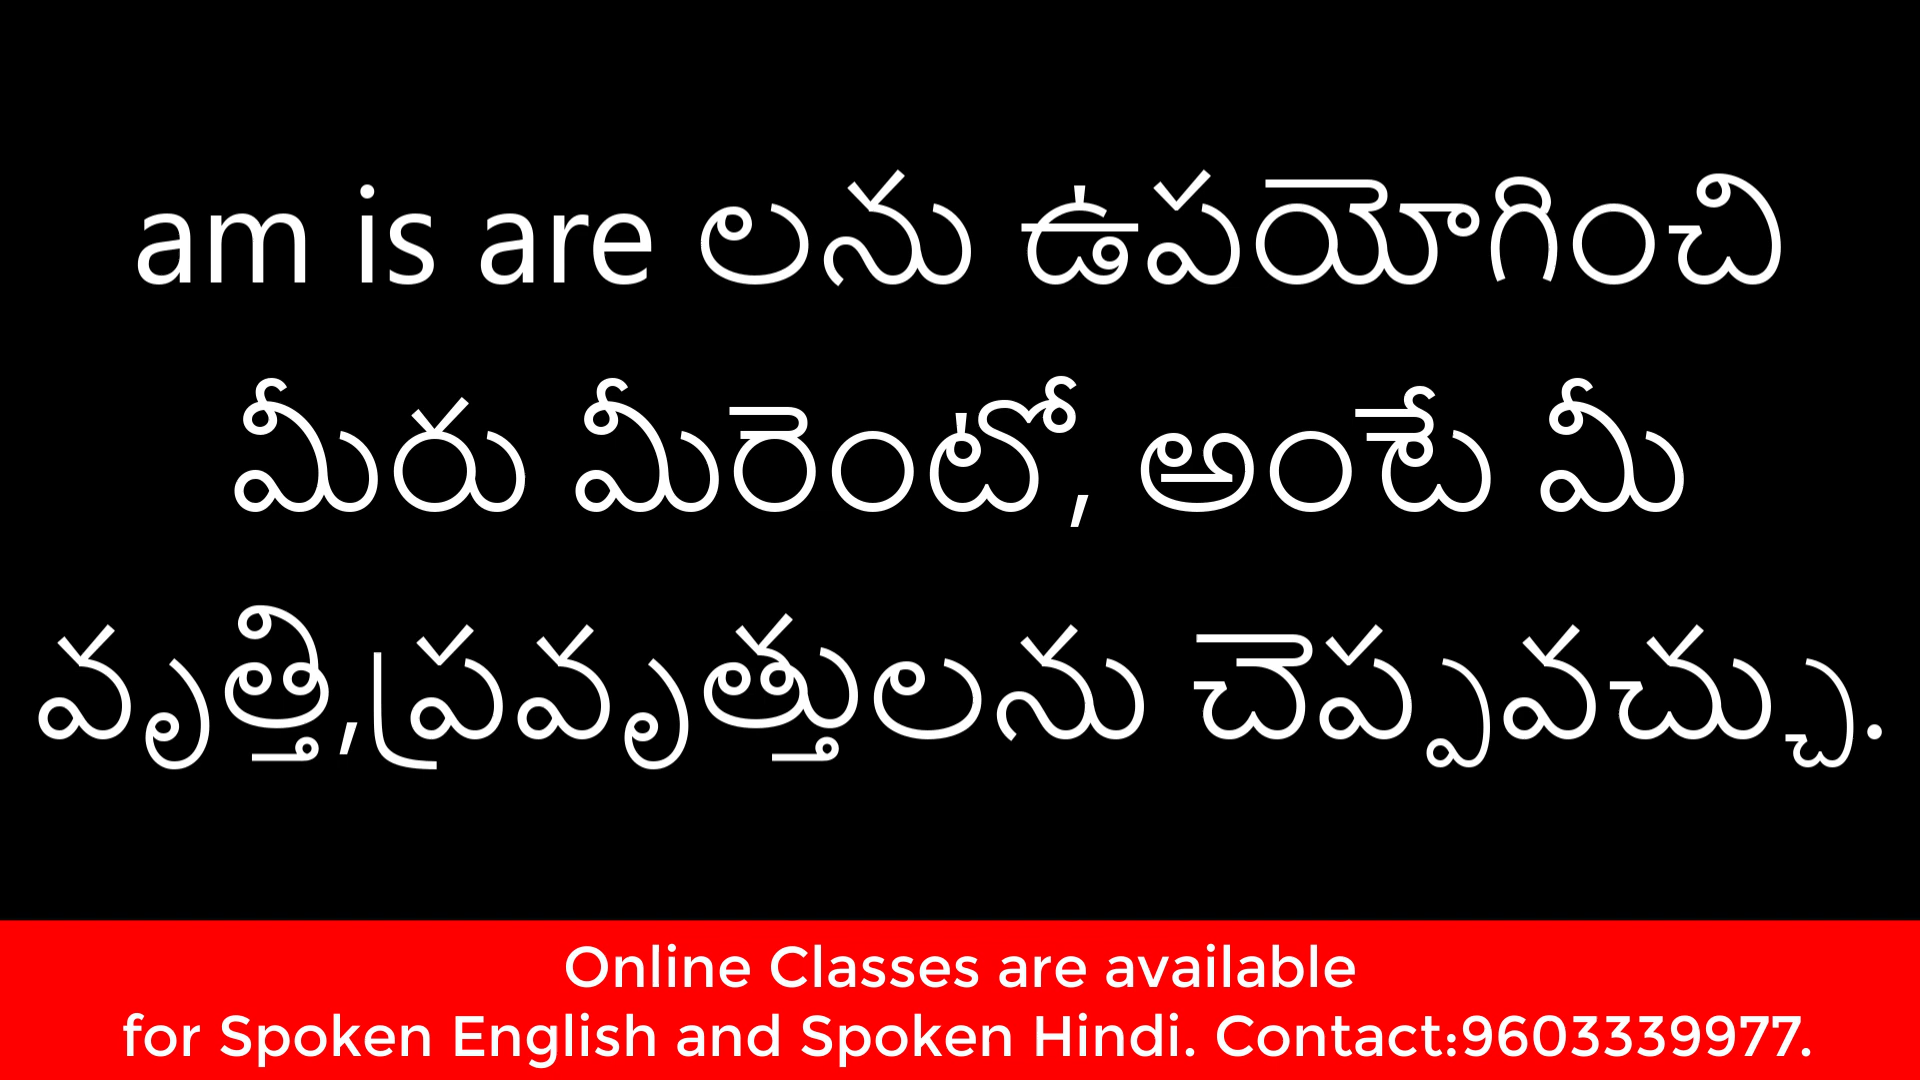 am is are లను ఉపయోగించి
మీరు మీరెంటో, అంటే మీ
వృత్తి,ప్రవృత్తులను చెప్పవచ్చు.
Online Classes are available
for Spoken English and Spoken Hindi. Contact:9603339977.